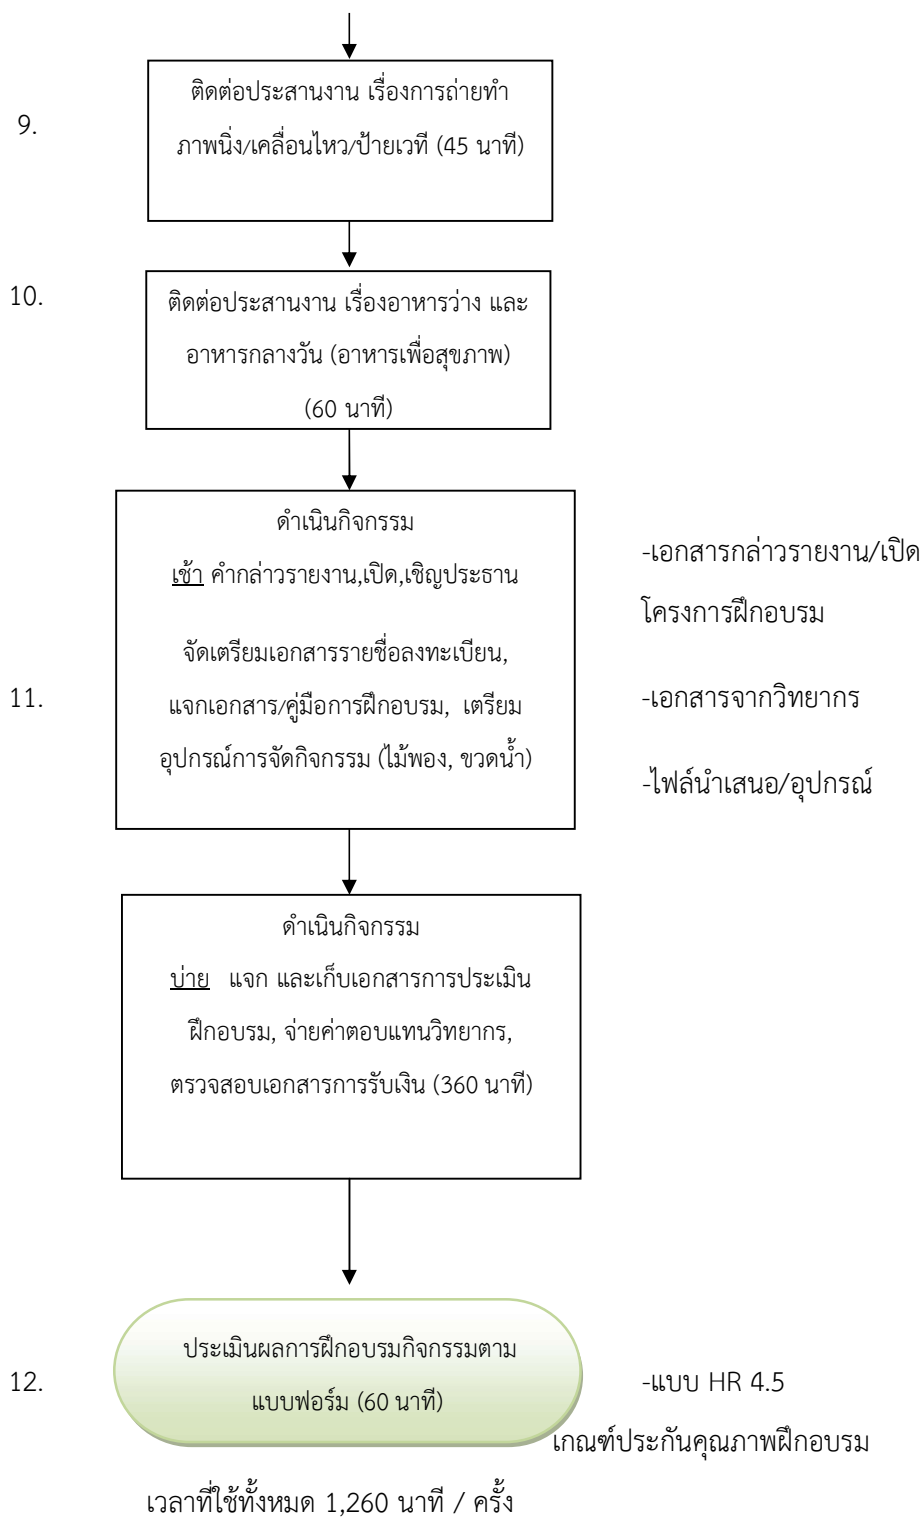 9.
ติดต่อประสานงาน เรื่องการถ่ายทำ
ภาพนิ่ง/เคลื่อนไหว/ป้ายเวที (45 นาที)
10.
ติดต่อประสานงาน เรื่องอาหารว่าง และ
อาหารกลางวัน (อาหารเพื่อสุขภาพ)
(60 นาที)
11.
ดำเนินกิจกรรม
เช้า คำกล่าวรายงาน,เปิด,เชิญประธาน
จัดเตรียมเอกสารรายชื่อลงทะเบียน,
แจกเอกสาร/คู่มือการฝึกอบรม, เตรียม
อุปกรณ์การจัดกิจกรรม (ไม้พอง, ขวดน้ำ)
-เอกสารกล่าวรายงาน/เปิด
โครงการฝึกอบรม
-เอกสารจากวิทยากร
-ไฟล์นำเสนอ/อุปกรณ์
ดำเนินกิจกรรม
บ่าย แจก และเก็บเอกสารการประเมิน
ฝึกอบรม, จ่ายค่าตอบแทนวิทยากร,
ตรวจสอบเอกสารการรับเงิน (360 นาที)
12.
ประเมินผลการฝึกอบรมกิจกรรมตาม
แบบฟอร์ม (60 นาที)
-แบบ HR 4.5
เกณฑ์ประกันคุณภาพฝึกอบรม
เวลาที่ใช้ทั้งหมด 1,260 นาที / ครั้ง